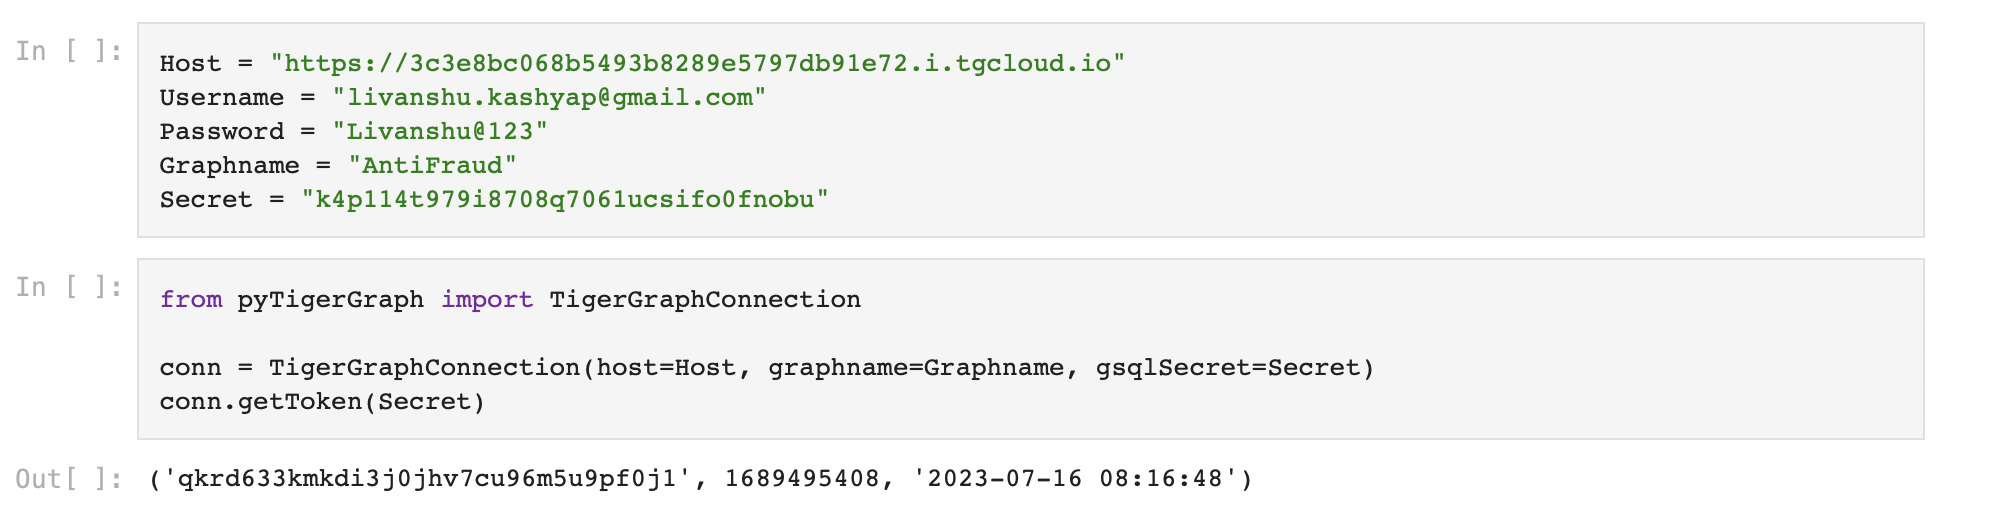 In [ ]:
Host = "https://3c3e8bc068b5493b8289e5797db91e72.i.tgcloud.io"
Username = "livanshu.kashyap@gmail.com"
Password = "Livanshu@123"
Graphname = "AntiFraud"
Secret = "k4p114t979i8708q7061ucsifo0fnobu"
In [ ]:
from pyTigerGraph import TigerGraphConnection
conn = TigerGraphConnection(host=Host, graphname=Graphname, gsqlSecret=Secret)
conn.getToken(Secret)
Out[ ]: ('qkrd633kmkdi3j0jhv7cu96m5u9pf0j1', 1689495408, '2023-07-16 08:16:48')